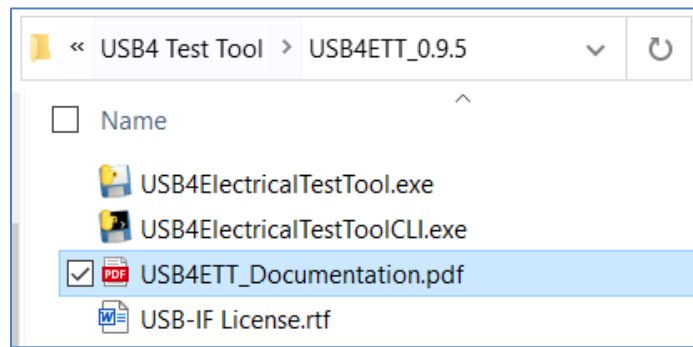 « USB4 Test Tool > USB4ETT_0.9.5
Name
USB4ElectricalTestTool.exe
USB4ElectricalTestToolCLI.exe
PDF USB4ETT_Documentation.pdf
W USB-IF License.rtf